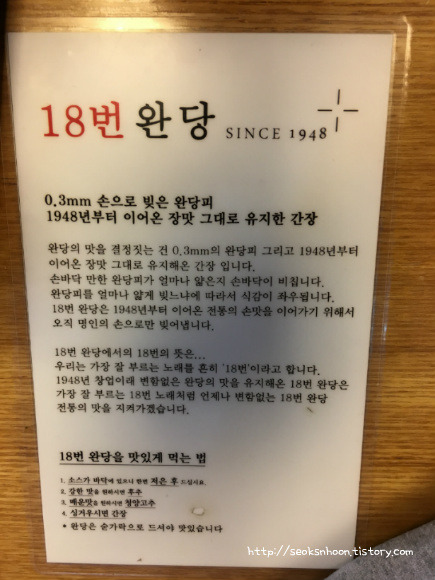 18번 완당 SINCE 1948
0.3mm 손으로 빚은 완당피
1948년부터 이어온 장맛 그대로 유지한 간장
완당의 맛을 결정짓는 건 0.3mm의 완당피 그리고 1948년부터
이어온 장맛 그대로 유지해온 간장 입니다.
손바닥 만한 완당피가 얼마나 얇은지 손바닥이 비칩니다.
완당피를 얼마나 얇게 빚느냐에 따라서 식감이 좌우됩니다.
18번 완당은 1948년부터 이어온 전통의 손맛을 이어가기 위해서
오직 명인의 손으로만 빚어냅니다.
18번 완당에서의 18번의 뜻은...
우리는 가장 잘 부르는 노래를 흔히 '18번'이라고 합니다.
1948년 창업이래 변함없은 완당의 맛을 유지해온 18번 완당은
가장 잘 부르는 18번 노래처럼 언제나 변함없는 18번 완당
전통의 맛을 지켜가겠습니다.
18번 완당을 맛있게 먹는 법
1. 소스가 바닥에 있으니 한번 저은 후 드십시요.
2. 강한 맛을 원하시면 후추
3. 매운맛을 원하시면 청양고추
4. 싱거우시면 간장
* 완당은 숟가락으로 드셔야 맛있습니다
http://seoksnhoon.tistory.com